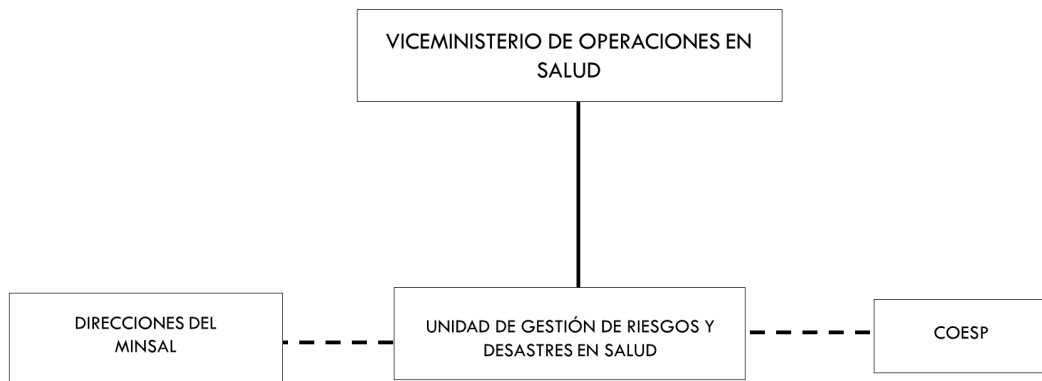 VICEMINISTERIO DE OPERACIONES EN
SALUD
DIRECCIONES DEL
MINSAL
UNIDAD DE GESTIÓN DE RIESGOS Y
DESASTRES EN SALUD
COESP